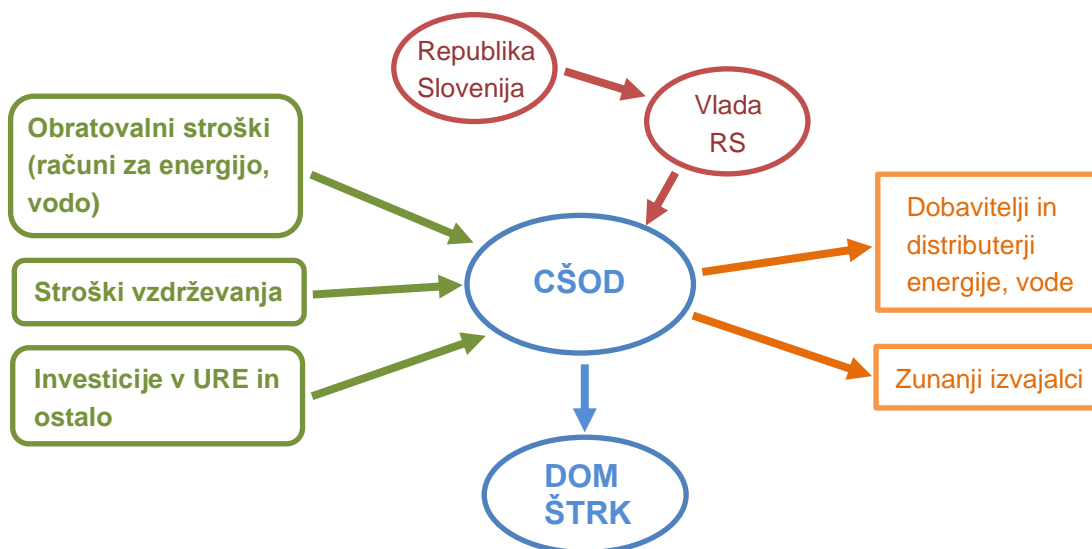 Republika
Slovenija
Vlada
RS
Obratovalni stroški
(računi za energijo,
vodo)
Stroški vzdrževanja
Investicije v URE in
ostalo
CŠOD
DOM
ŠTRK
Dobavitelji in
distributerji
energije, vode
Zunanji izvajalci